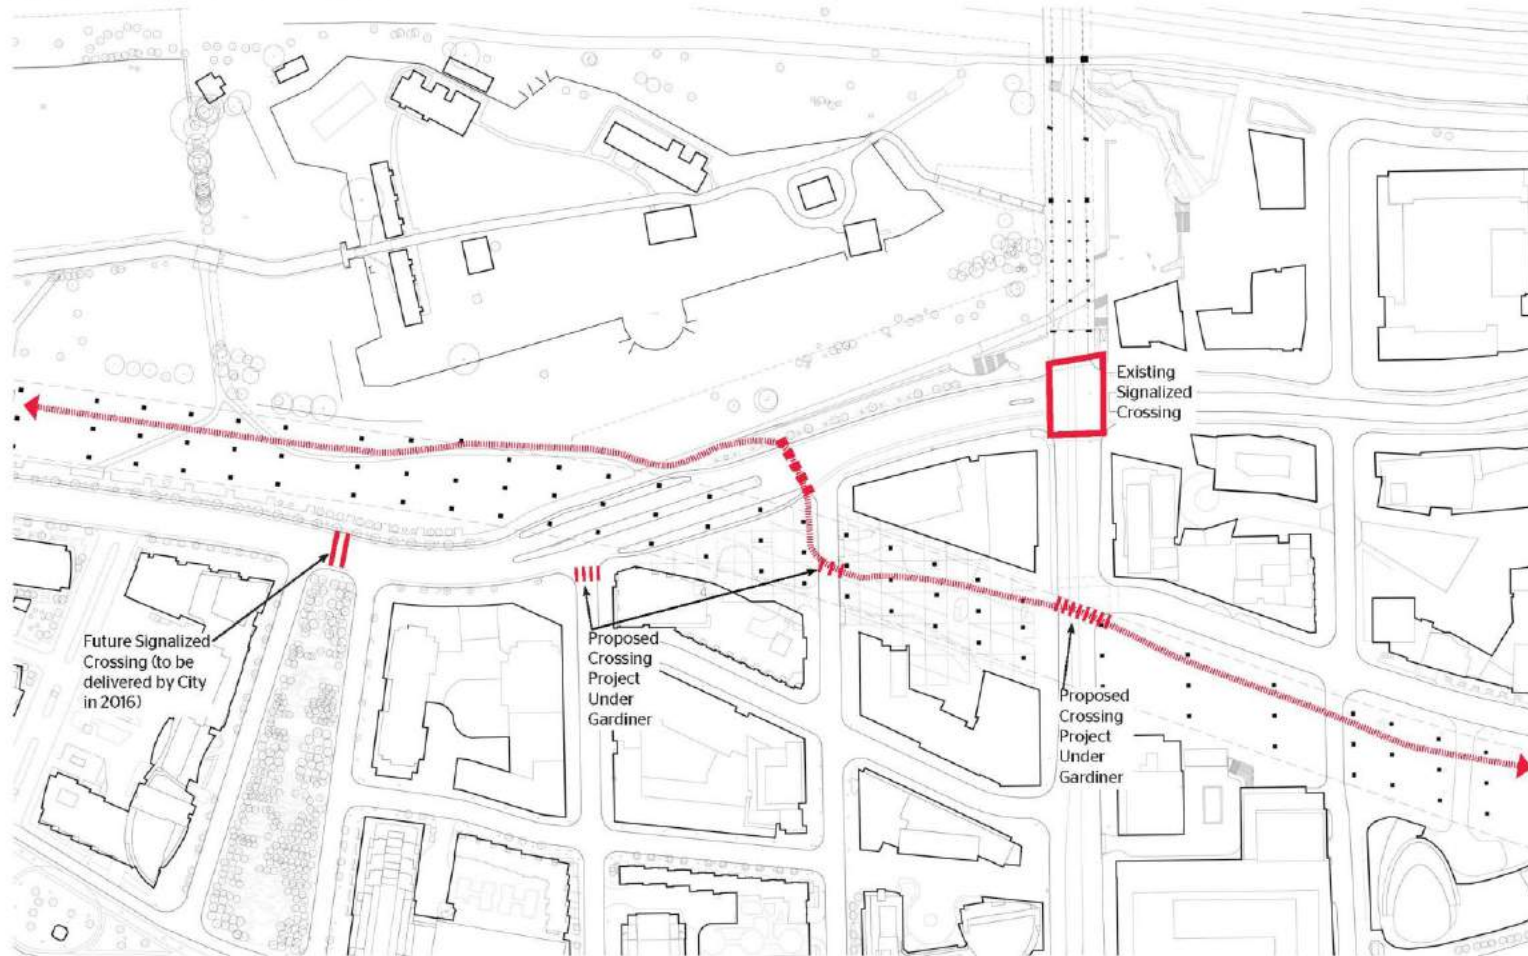 Existing
Signalized
Crossing
Future Signalized
Crossing (to be
delivered by City
in 2016)
Proposed
Crossing
Project
Under
Gardiner
Proposed
Crossing
Project
Under
Gardiner